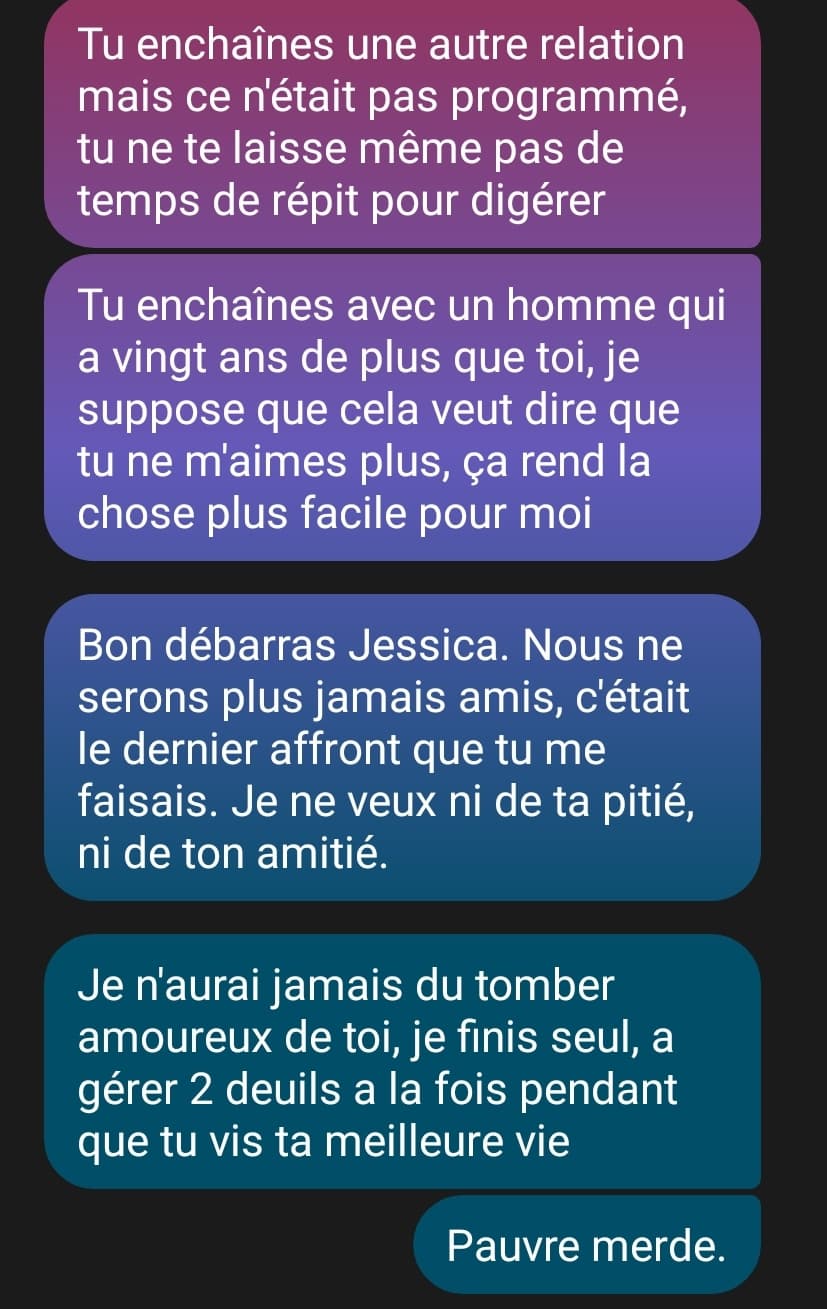 Tu enchaînes une autre relation
mais ce n'était pas programmé,
tu ne te laisse même pas de
temps de répit pour digérer
Tu enchaînes avec un homme qui
a vingt ans de plus que toi, je
suppose que cela veut dire que
tu ne m'aimes plus, ça rend la
chose plus facile pour moi
Bon débarras Jessica. Nous ne
serons plus jamais amis, c'était
le dernier affront que tu me
faisais. Je ne veux ni de ta pitié,
ni de ton amitié.
Je n'aurai jamais du tomber
amoureux de toi, je finis seul, a
gérer 2 deuils a la fois pendant
que tu vis ta meilleure vie
Pauvre merde.